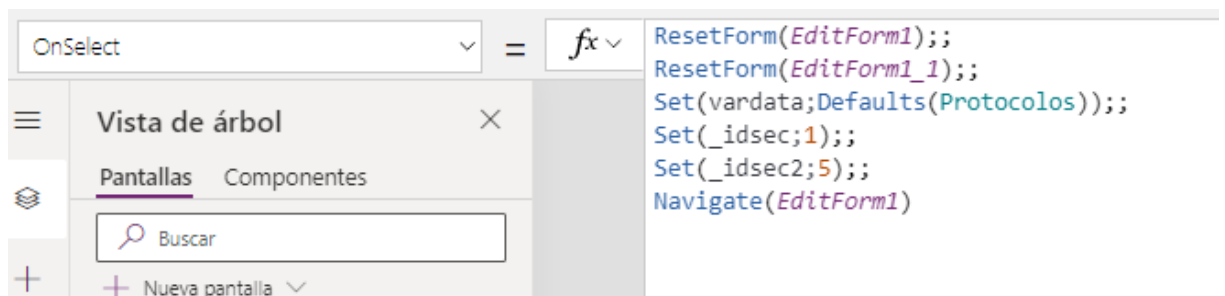 OnSelect
=
fx
ResetForm(EditForm1);;
ResetForm(EditForm1_1);;
Set(vardata;Defaults(Protocolos));;
Set(_idsec;1);;
Set(_idsec2;5);;
Navigate(EditForm1)
Vista de árbol
Pantallas Componentes
Buscar
Nueva pantalla